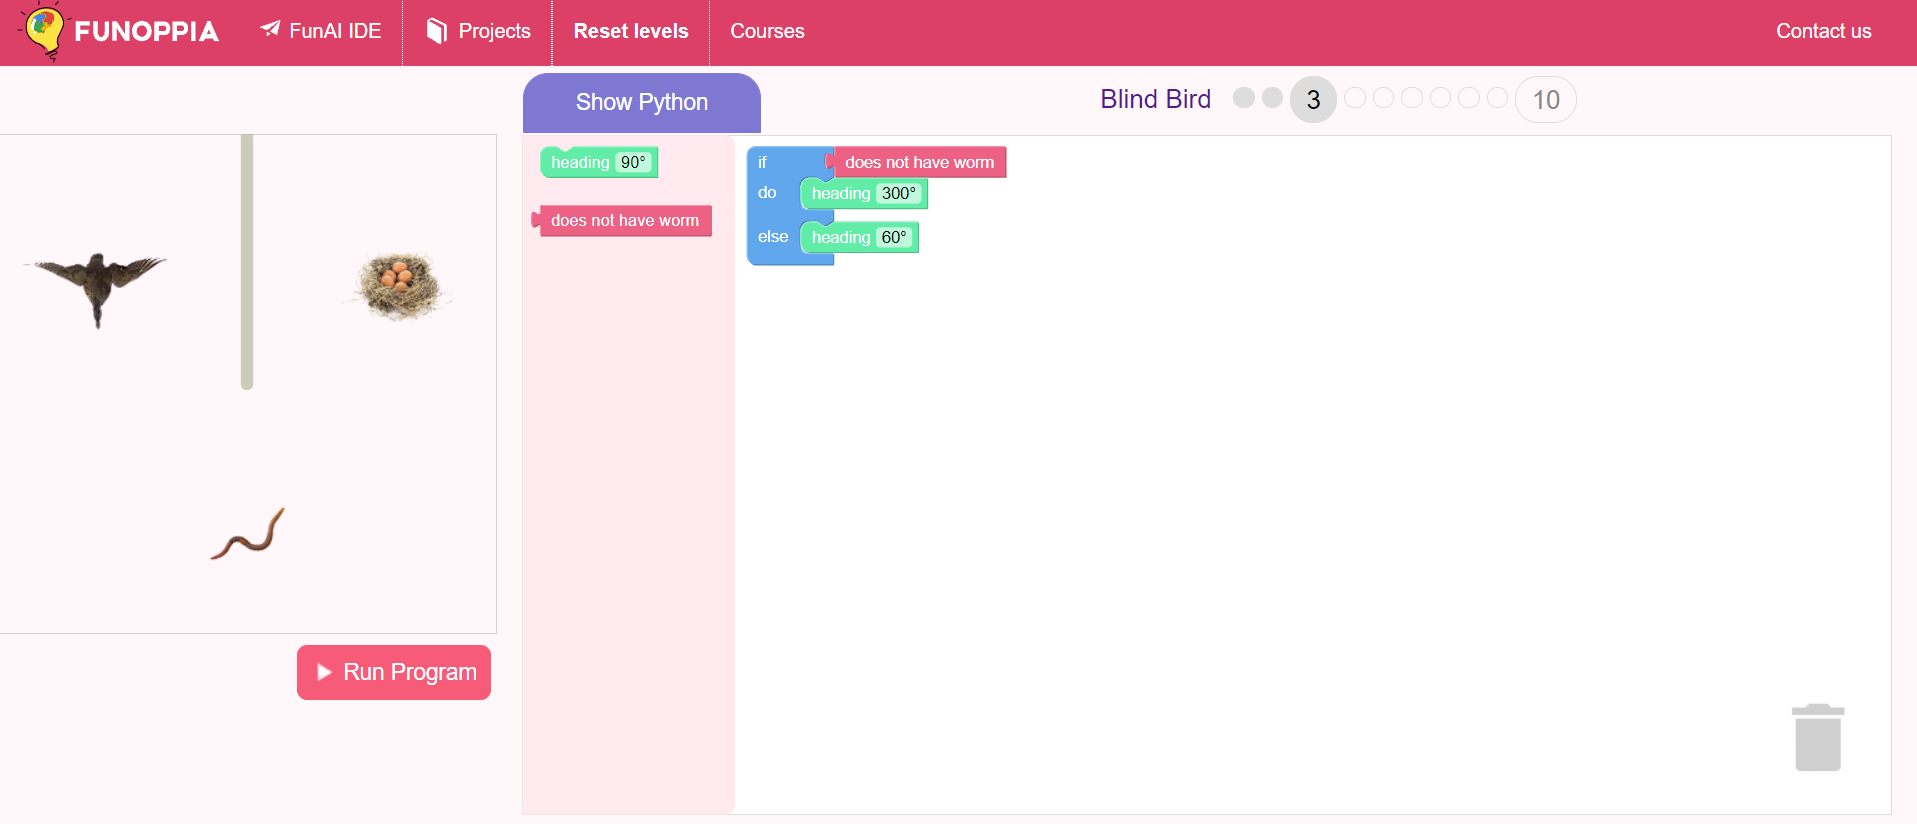 FUNOPPIA FunAI IDE Projects Reset levels Courses Contact us
Show Python
Blind Bird 3 10
heading 90°
does not have worm
if does not have worm
do heading 300°
else heading 60°
Run Program